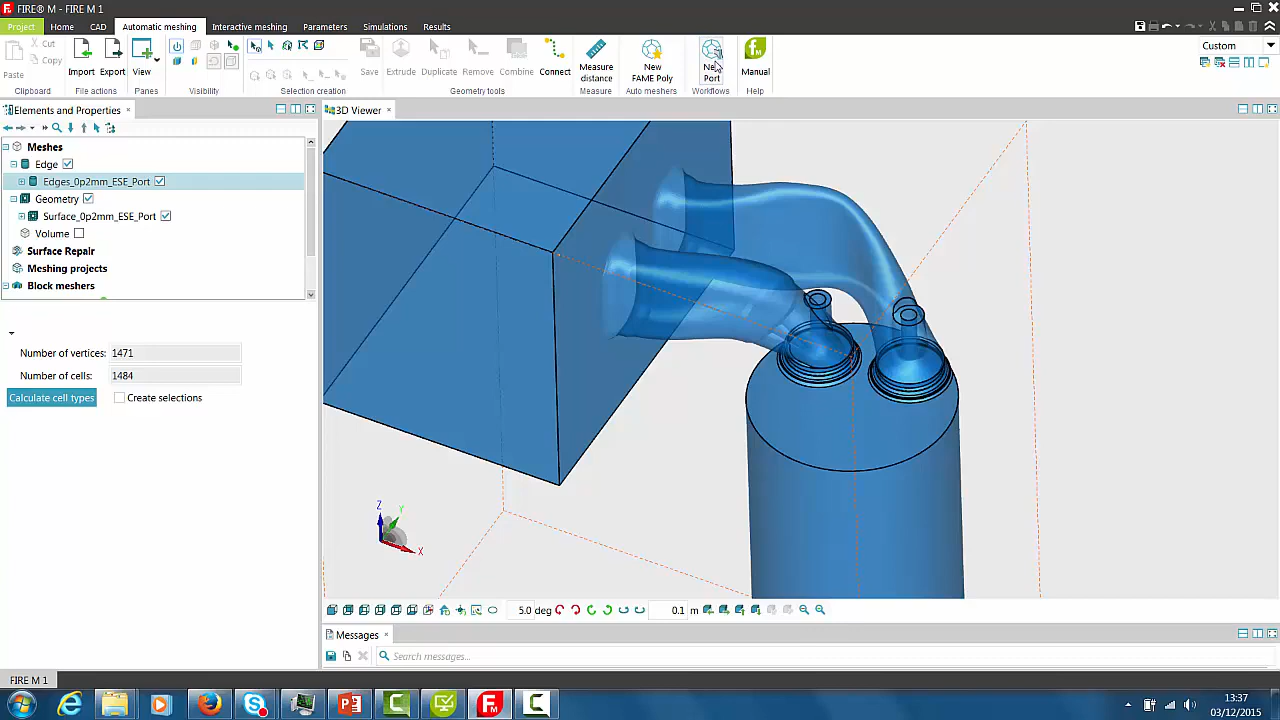 FIRE® M - FIRE M 1
Project Home CAD Automatic meshing Interactive meshing Parameters Simulations Results
Cut
Copy
Paste
Import Export View
Save Extrude Duplicate Remove Combine Connect
Measure distance
New FAME Poly
New Port
Manual
Custom
Clipboard File actions Panes Visibility Selection creation Geometry tools Measure Auto meshers Workflows Help
Elements and Properties
3D Viewer
Meshes
Edge
Edges_0p2mm_ESE_Port
Geometry
Surface_0p2mm_ESE_Port
Volume
Surface Repair
Meshing projects
Block meshers
Number of vertices: 1471
Number of cells: 1484
Calculate cell types Create selections
Z
Y
X
5.0 deg
0.1 m
Messages
Search messages...
FIRE M 1
13:37
03/12/2015